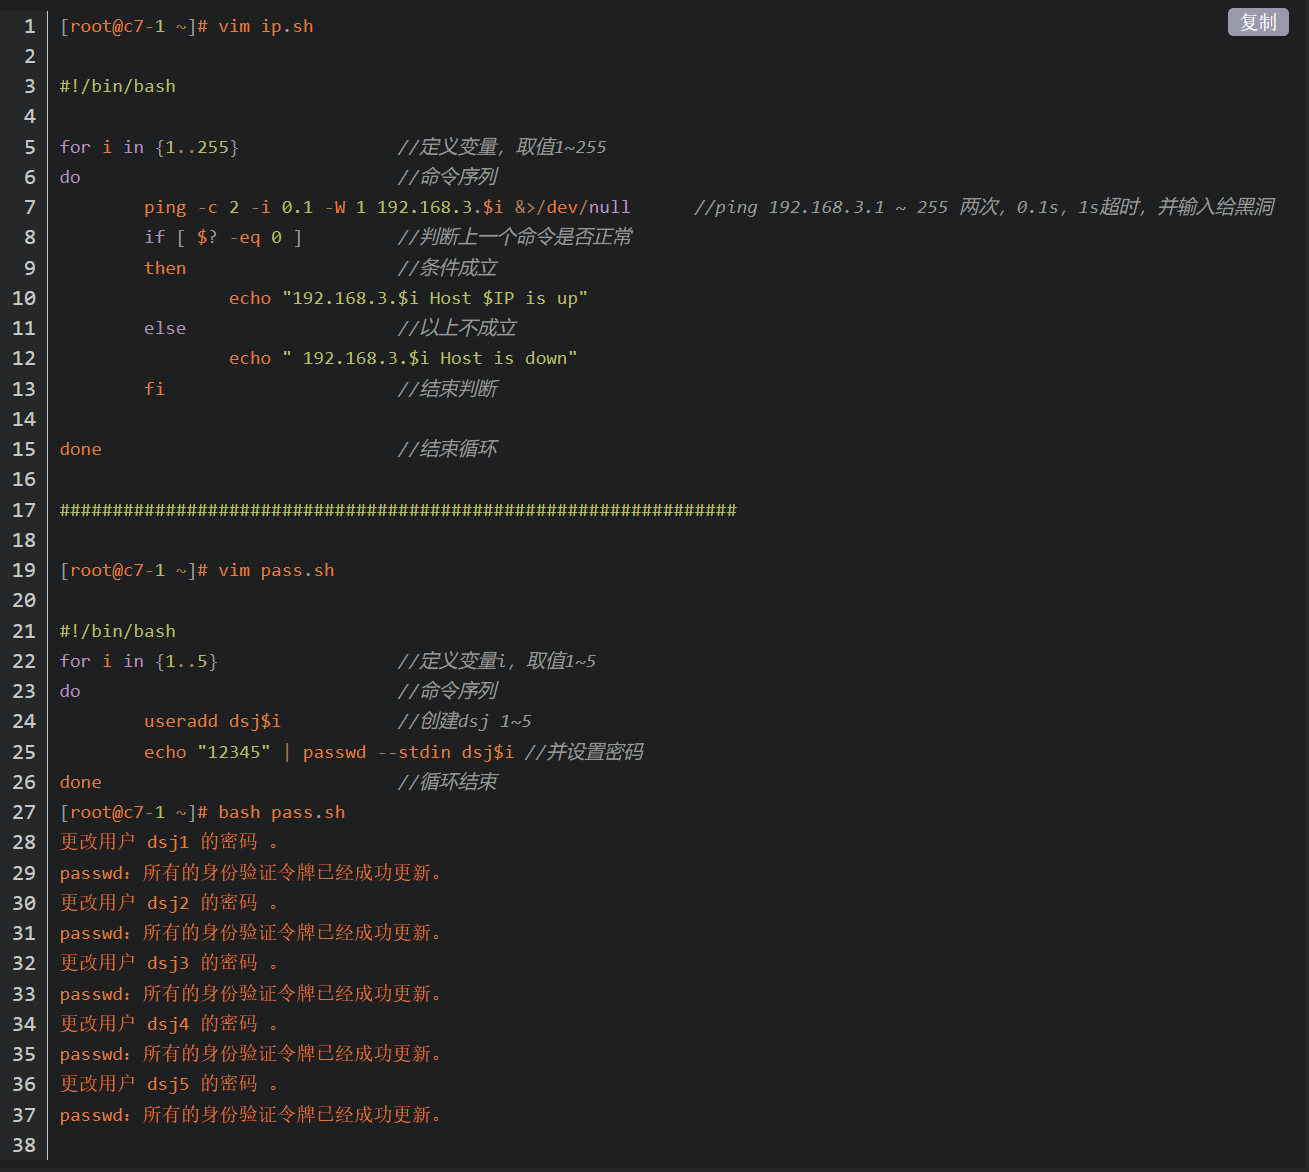 复制
1 [root@c7-1 ~]# vim ip.sh
2
3 #!/bin/bash
4
5 for i in {1..255}               //定义变量，取值1~255
6 do                              //命令序列
7         ping -c 2 -i 0.1 -W 1 192.168.3.$i &>/dev/null      //ping 192.168.3.1 ~ 255 两次，0.1s，1s超时，并输入给黑洞
8         if [ $? -eq 0 ]         //判断上一个命令是否正常
9         then                    //条件成立
10                 echo "192.168.3.$i Host $IP is up"
11         else                    //以上不成立
12                 echo " 192.168.3.$i Host is down"
13         fi                      //结束判断
14
15 done                            //结束循环
16
17 ################################################################
18
19 [root@c7-1 ~]# vim pass.sh
20
21 #!/bin/bash
22 for i in {1..5}                 //定义变量i，取值1~5
23 do                              //命令序列
24         useradd dsj$i           //创建dsj 1~5
25         echo "12345" | passwd --stdin dsj$i //并设置密码
26 done                            //循环结束
27 [root@c7-1 ~]# bash pass.sh
28 更改用户 dsj1 的密码 。
29 passwd：所有的身份验证令牌已经成功更新。
30 更改用户 dsj2 的密码 。
31 passwd：所有的身份验证令牌已经成功更新。
32 更改用户 dsj3 的密码 。
33 passwd：所有的身份验证令牌已经成功更新。
34 更改用户 dsj4 的密码 。
35 passwd：所有的身份验证令牌已经成功更新。
36 更改用户 dsj5 的密码 。
37 passwd：所有的身份验证令牌已经成功更新。
38